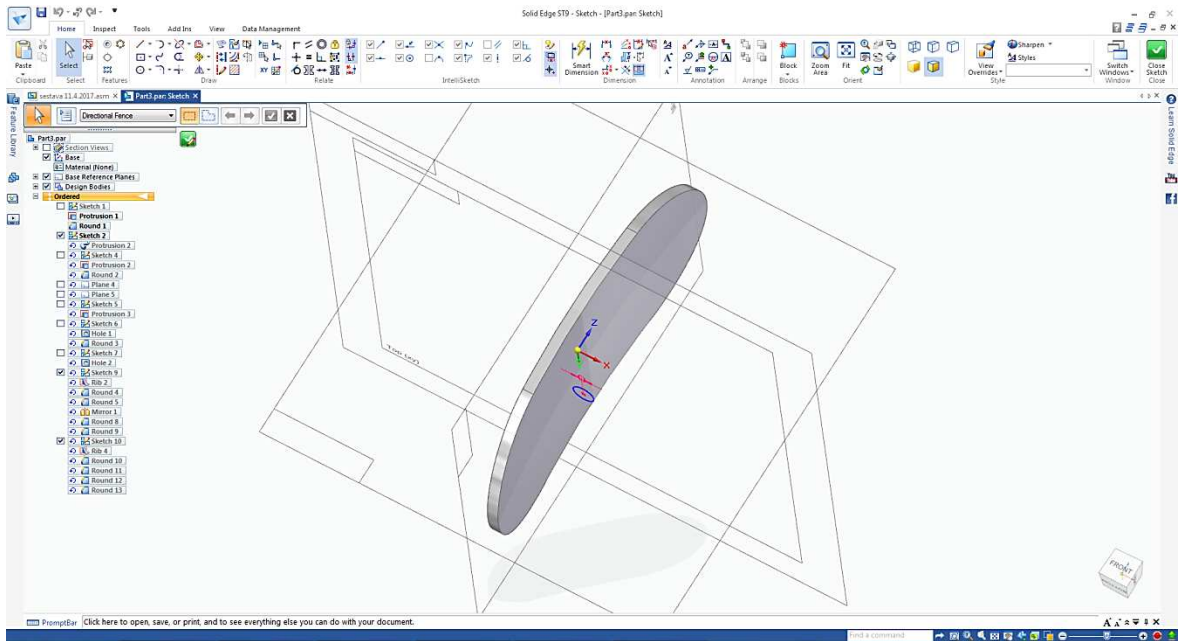 Solid Edge ST9 - Sketch - [Part3.par Sketch]
Home Inspect Tools Add Ins View Data Management
Paste
Select
Smart Dimension
Block
Zoom Area
Fit
View Overrides
Sharpen
Styles
Switch Windows
Close Sketch
Clipboard Select Features Draw Relate IntelliSketch Dimension Annotation Arrange Blocks Orient Style Window Close
sestava 11.4.2017.asm Part3.par: Sketch
Directional Fence
Feature Library
Learn Solid Edge
Part3.par
Section Views
Base
Material (None)
Base Reference Planes
Design Bodies
Ordered
Sketch 1
Protrusion 1
Round 1
Sketch 2
Protrusion 2
Sketch 4
Protrusion 2
Round 2
Plane 4
Plane 5
Sketch 5
Protrusion 3
Sketch 6
Hole 1
Round 3
Sketch 7
Hole 2
Sketch 9
Rib 2
Round 4
Round 5
Mirror 1
Round 8
Round 9
Sketch 10
Rib 4
Round 10
Round 11
Round 12
Round 13
Z
X
FRONT
PromptBar Click here to open, save, or print, and to see everything else you can do with your document.
Find a command